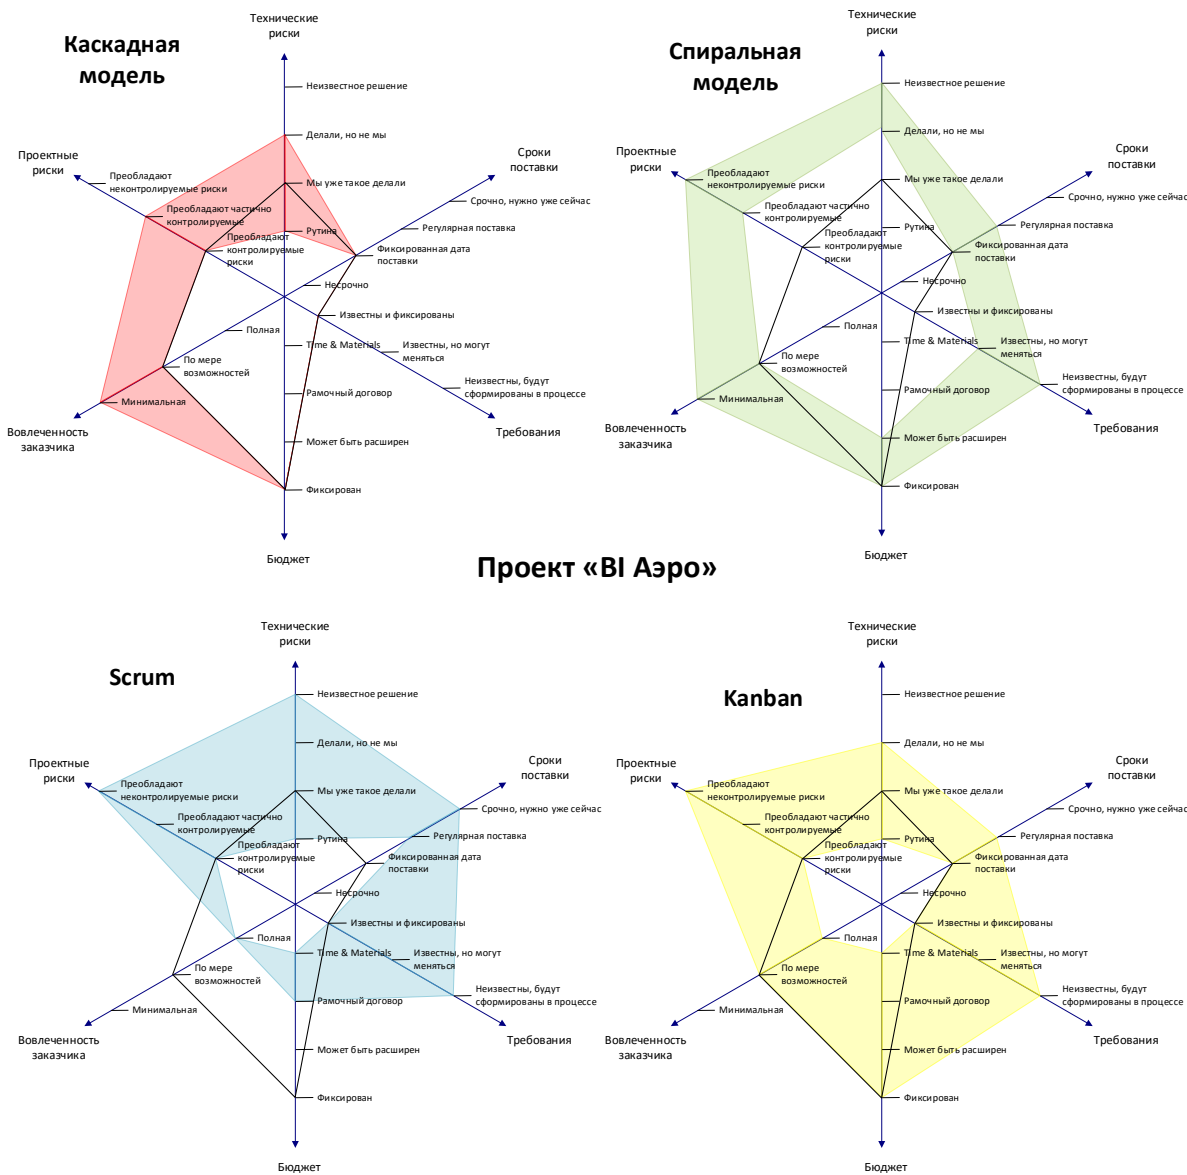 Технические
риски
Каскадная
модель
Неизвестное решение
Делали, но не мы
Проектные
риски
Сроки
поставки
Преобладают
неконтролируемые риски
Мы уже такое делали
Срочно, нужно уже сейчас
Преобладают частично
контролируемые
Рутина
Регулярная поставка
Преобладают
контролируемые
риски
Фиксированная дата
поставки
Несрочно
Известны и фиксированы
Полная
Time & Materials
Известны, но могут
меняться
По мере
возможностей
Рамочный договор
Неизвестны, будут
сформированы в процессе
Минимальная
Вовлеченность
заказчика
Требования
Может быть расширен
Фиксирован
Бюджет
Технические
риски
Спиральная
модель
Неизвестное решение
Делали, но не мы
Проектные
риски
Сроки
поставки
Преобладают
неконтролируемые риски
Мы уже такое делали
Срочно, нужно уже сейчас
Преобладают частично
контролируемые
Рутина
Регулярная поставка
Преобладают
контролируемые
риски
Фиксированная дата
поставки
Несрочно
Известны и фиксированы
Полная
Time & Materials
Известны, но могут
меняться
По мере
возможностей
Рамочный договор
Неизвестны, будут
сформированы в процессе
Минимальная
Вовлеченность
заказчика
Требования
Может быть расширен
Фиксирован
Бюджет
Проект «BI Аэро»
Технические
риски
Scrum
Неизвестное решение
Делали, но не мы
Проектные
риски
Сроки
поставки
Преобладают
неконтролируемые риски
Мы уже такое делали
Срочно, нужно уже сейчас
Преобладают частично
контролируемые
Рутина
Регулярная поставка
Преобладают
контролируемые
риски
Фиксированная дата
поставки
Несрочно
Известны и фиксированы
Полная
Time & Materials
Известны, но могут
меняться
По мере
возможностей
Рамочный договор
Неизвестны, будут
сформированы в процессе
Минимальная
Вовлеченность
заказчика
Требования
Может быть расширен
Фиксирован
Бюджет
Технические
риски
Kanban
Неизвестное решение
Делали, но не мы
Проектные
риски
Сроки
поставки
Преобладают
неконтролируемые риски
Мы уже такое делали
Срочно, нужно уже сейчас
Преобладают частично
контролируемые
Рутина
Регулярная поставка
Преобладают
контролируемые
риски
Фиксированная дата
поставки
Несрочно
Известны и фиксированы
Полная
Time & Materials
Известны, но могут
меняться
По мере
возможностей
Рамочный договор
Неизвестны, будут
сформированы в процессе
Минимальная
Вовлеченность
заказчика
Требования
Может быть расширен
Фиксирован
Бюджет